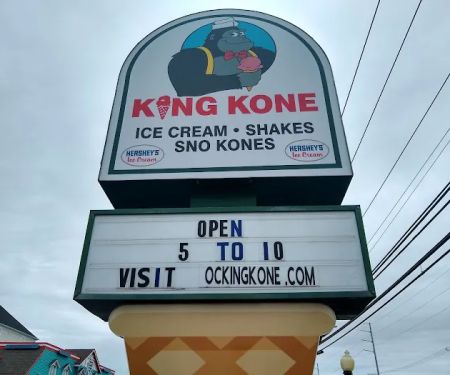 KING KONE
ICE CREAM • SHAKES
SNO KONES
HERSHEY'S
Ice Cream
HERSHEY'S
Ice Cream
OPEN
5 TO 10
VISIT OCKINGKONE.COM